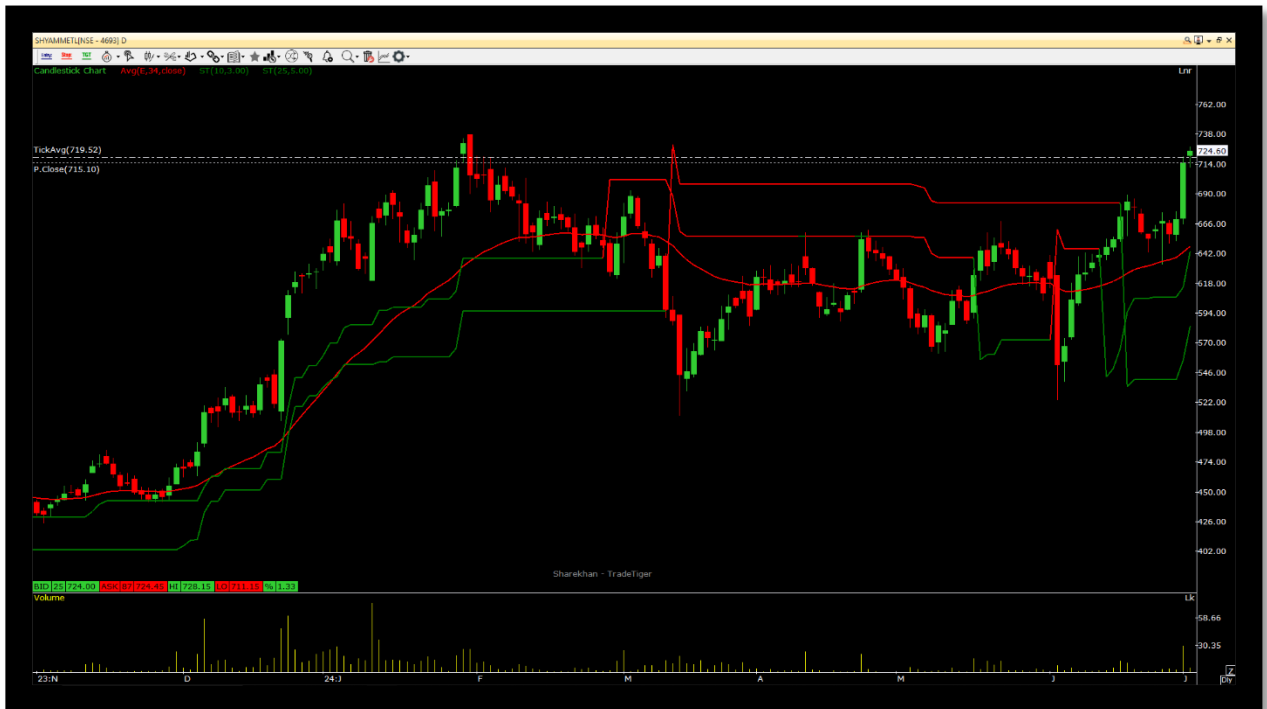 SHYAMMETL[NSE - 4693] D
Candlestick Chart Avg(E,34,close) ST(10,3.00) ST(25,5.00)
Lnr
762.00
738.00
TickAvg(719.52)
724.60
714.00
P.Close(715.10)
690.00
666.00
642.00
618.00
594.00
570.00
546.00
522.00
498.00
474.00
450.00
426.00
402.00
Sharekhan - TradeTiger
BID 25 724.00 ASK 87 724.45 HI 728.15 LO 711.15 % 1.33
Volume
Lk
58.66
30.35
Z
23:N D 24:J F M A M J J Dly